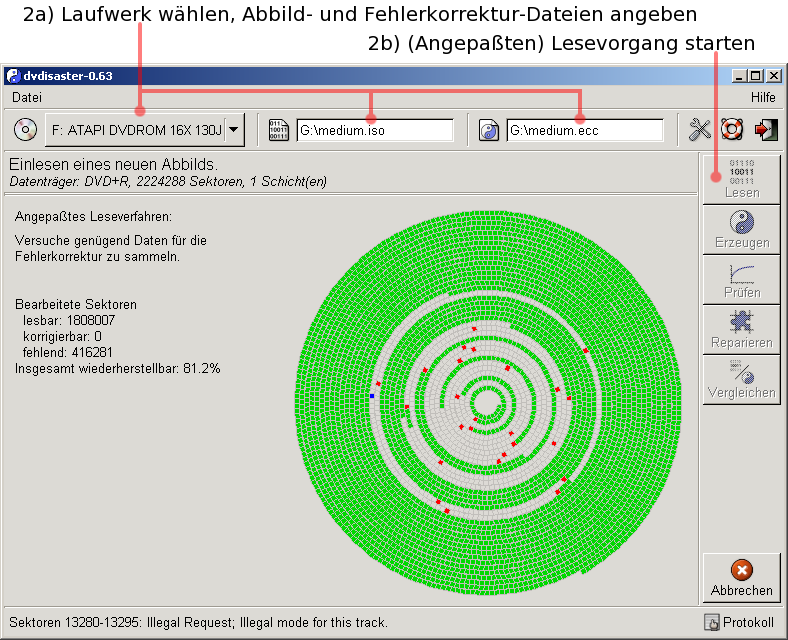 2a) Laufwerk wählen, Abbild- und Fehlerkorrektur-Dateien angeben
2b) (Angepaßten) Lesevorgang starten
dvdisaster-0.63
Datei
Hilfe
F: ATAPI DVDROM 16X 130J
G:\medium.iso
G:\medium.ecc
Einlesen eines neuen Abbilds.
Datenträger: DVD+R, 2224288 Sektoren, 1 Schicht(en)
Angepaßtes Leseverfahren:
Versuche genügend Daten für die
Fehlerkorrektur zu sammeln.
Bearbeitete Sektoren
lesbar: 1808007
korrigierbar: 0
fehlend: 416281
Insgesamt wiederherstellbar: 81.2%
01110
10011
00111
Lesen
Erzeugen
Prüfen
Reparieren
Vergleichen
Abbrechen
Sektoren 13280-13295: Illegal Request; Illegal mode for this track.
Protokoll